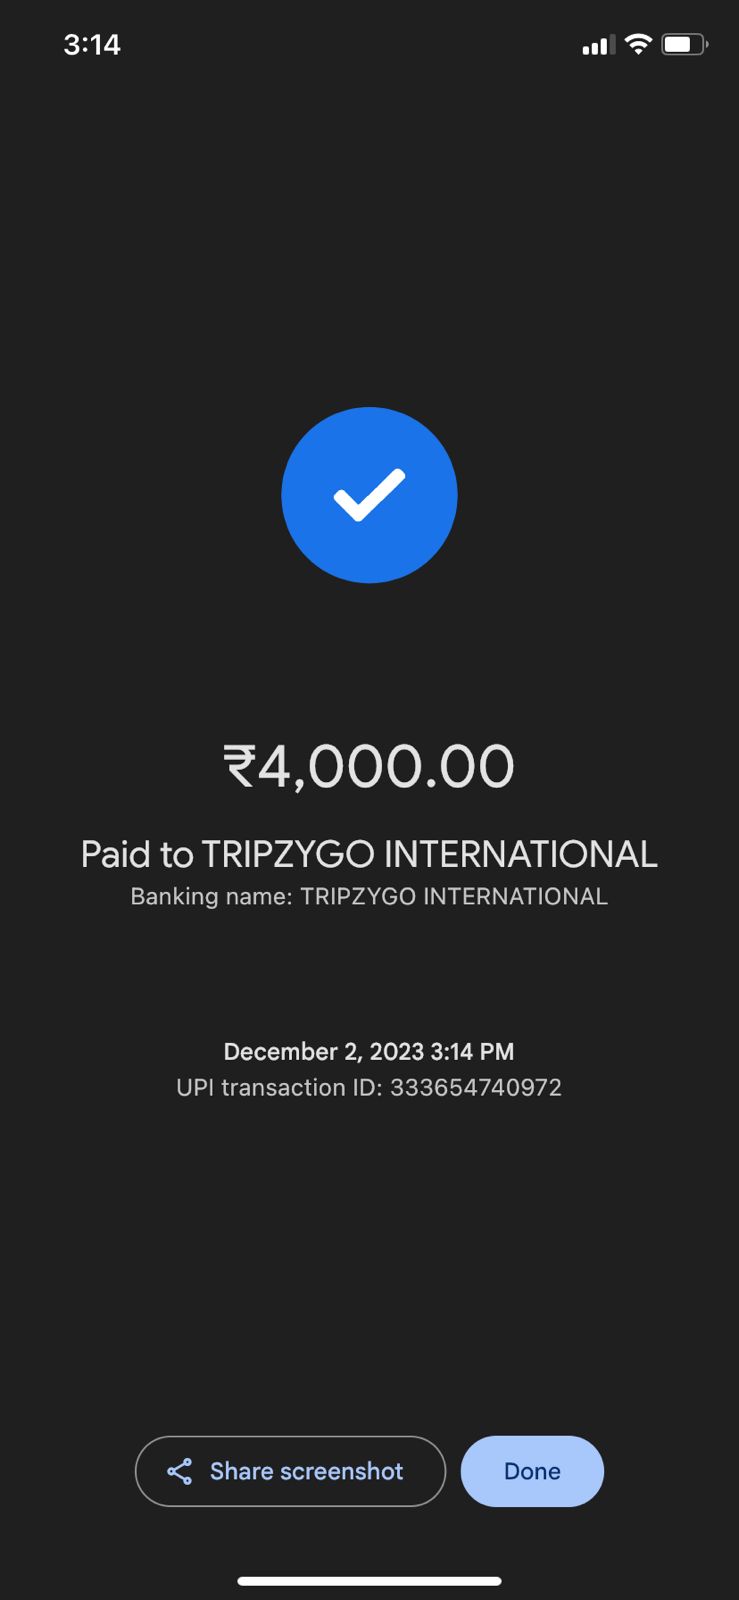 3:14
₹4,000.00
Paid to TRIPZYGO INTERNATIONAL
Banking name: TRIPZYGO INTERNATIONAL
December 2, 2023 3:14 PM
UPI transaction ID: 333654740972
Share screenshot
Done